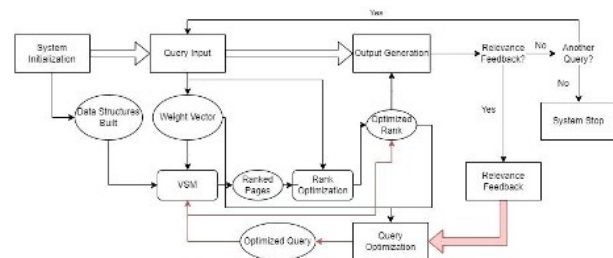 Yes
System
Initialization
Query Input
Output Generation
Relevance
Feedback?
No
Another
Query?
Data Structures
Built
Weight Vector
Optimized
Rank
Yes
No
System Stop
VSM
Ranked
Pages
Rank
Optimization
Relevance
Feedback
Optimized Query
Query
Optimization